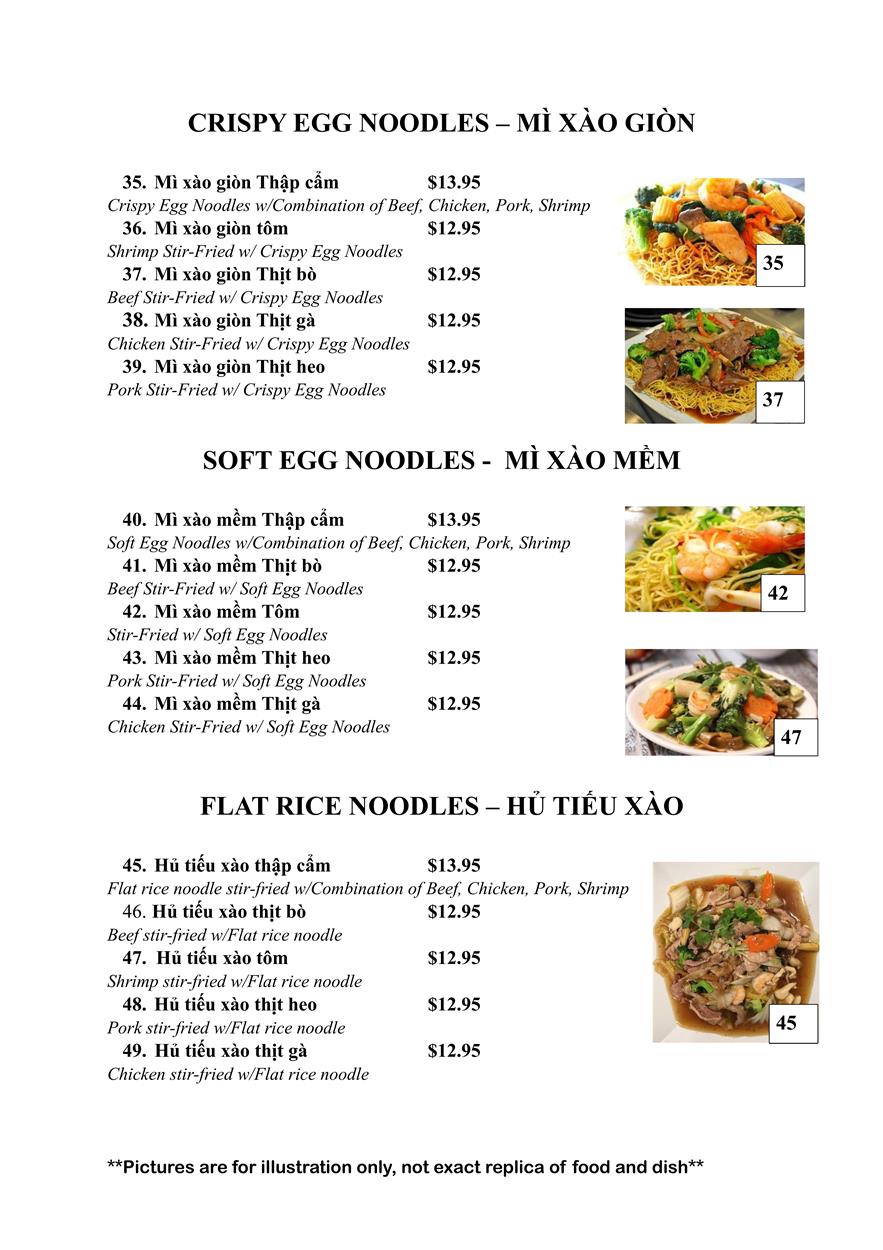 CRISPY EGG NOODLES – MÌ XÀO GIÒN
35. Mì xào giòn Thập cẩm $13.95
Crispy Egg Noodles w/Combination of Beef, Chicken, Pork, Shrimp
36. Mì xào giòn tôm $12.95
Shrimp Stir-Fried w/ Crispy Egg Noodles
37. Mì xào giòn Thịt bò $12.95
Beef Stir-Fried w/ Crispy Egg Noodles
38. Mì xào giòn Thịt gà $12.95
Chicken Stir-Fried w/ Crispy Egg Noodles
39. Mì xào giòn Thịt heo $12.95
Pork Stir-Fried w/ Crispy Egg Noodles
35
37
SOFT EGG NOODLES - MÌ XÀO MỀM
40. Mì xào mềm Thập cẩm $13.95
Soft Egg Noodles w/Combination of Beef, Chicken, Pork, Shrimp
41. Mì xào mềm Thịt bò $12.95
Beef Stir-Fried w/ Soft Egg Noodles
42. Mì xào mềm Tôm $12.95
Stir-Fried w/ Soft Egg Noodles
43. Mì xào mềm Thịt heo $12.95
Pork Stir-Fried w/ Soft Egg Noodles
44. Mì xào mềm Thịt gà $12.95
Chicken Stir-Fried w/ Soft Egg Noodles
42
47
FLAT RICE NOODLES – HỦ TIẾU XÀO
45. Hủ tiếu xào thập cẩm $13.95
Flat rice noodle stir-fried w/Combination of Beef, Chicken, Pork, Shrimp
46. Hủ tiếu xào thịt bò $12.95
Beef stir-fried w/Flat rice noodle
47. Hủ tiếu xào tôm $12.95
Shrimp stir-fried w/Flat rice noodle
48. Hủ tiếu xào thịt heo $12.95
Pork stir-fried w/Flat rice noodle
49. Hủ tiếu xào thịt gà $12.95
Chicken stir-fried w/Flat rice noodle
45
**Pictures are for illustration only, not exact replica of food and dish**